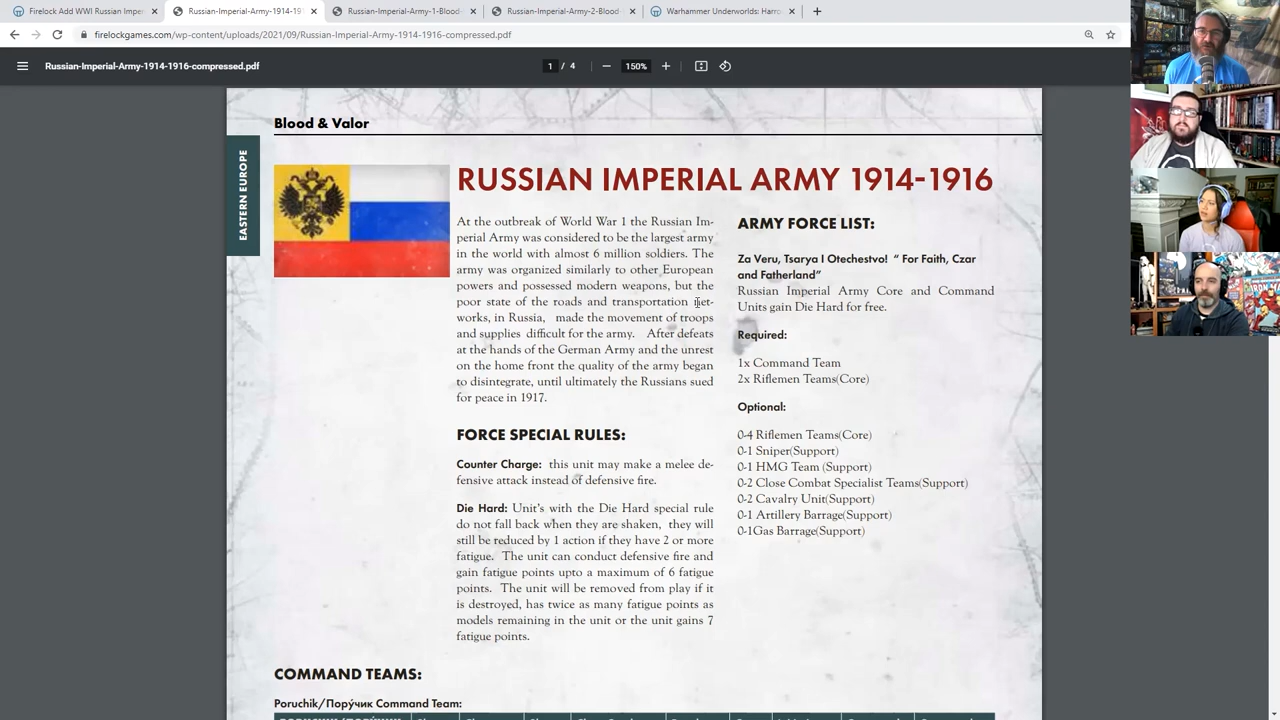 Firelock Add WWI Russian Imper
Russian-Imperial-Army-1914-19
Russian-Imperial-Army-1-Blood-
Russian-Imperial-Army-2-Blood-
Warhammer Underworlds: Harro
firelockgames.com/wp-content/uploads/2021/09/Russian-Imperial-Army-1914-1916-compressed.pdf
Russian-Imperial-Army-1914-1916-compressed.pdf
1 / 4
150%
Blood & Valor
EASTERN EUROPE
RUSSIAN IMPERIAL ARMY 1914-1916
At the outbreak of World War 1 the Russian Im-
perial Army was considered to be the largest army
in the world with almost 6 million soldiers. The
army was organized similarly to other European
powers and possessed modern weapons, but the
poor state of the roads and transportation net-
works, in Russia, made the movement of troops
and supplies difficult for the army. After defeats
at the hands of the German Army and the unrest
on the home front the quality of the army began
to disintegrate, until ultimately the Russians sued
for peace in 1917.
FORCE SPECIAL RULES:
Counter Charge: this unit may make a melee de-
fensive attack instead of defensive fire.
Die Hard: Unit's with the Die Hard special rule
do not fall back when they are shaken, they will
still be reduced by 1 action if they have 2 or more
fatigue. The unit can conduct defensive fire and
gain fatigue points upto a maximum of 6 fatigue
points. The unit will be removed from play if it
is destroyed, has twice as many fatigue points as
models remaining in the unit or the unit gains 7
fatigue points.
ARMY FORCE LIST:
Za Veru, Tsarya I Otechestvo! “ For Faith, Czar
and Fatherland”
Russian Imperial Army Core and Command
Units gain Die Hard for free.
Required:
1x Command Team
2x Riflemen Teams(Core)
Optional:
0-4 Riflemen Teams(Core)
0-1 Sniper(Support)
0-1 HMG Team (Support)
0-2 Close Combat Specialist Teams(Support)
0-2 Cavalry Unit(Support)
0-1 Artillery Barrage(Support)
0-1Gas Barrage(Support)
COMMAND TEAMS:
Poruchik/Пору́чик Command Team: